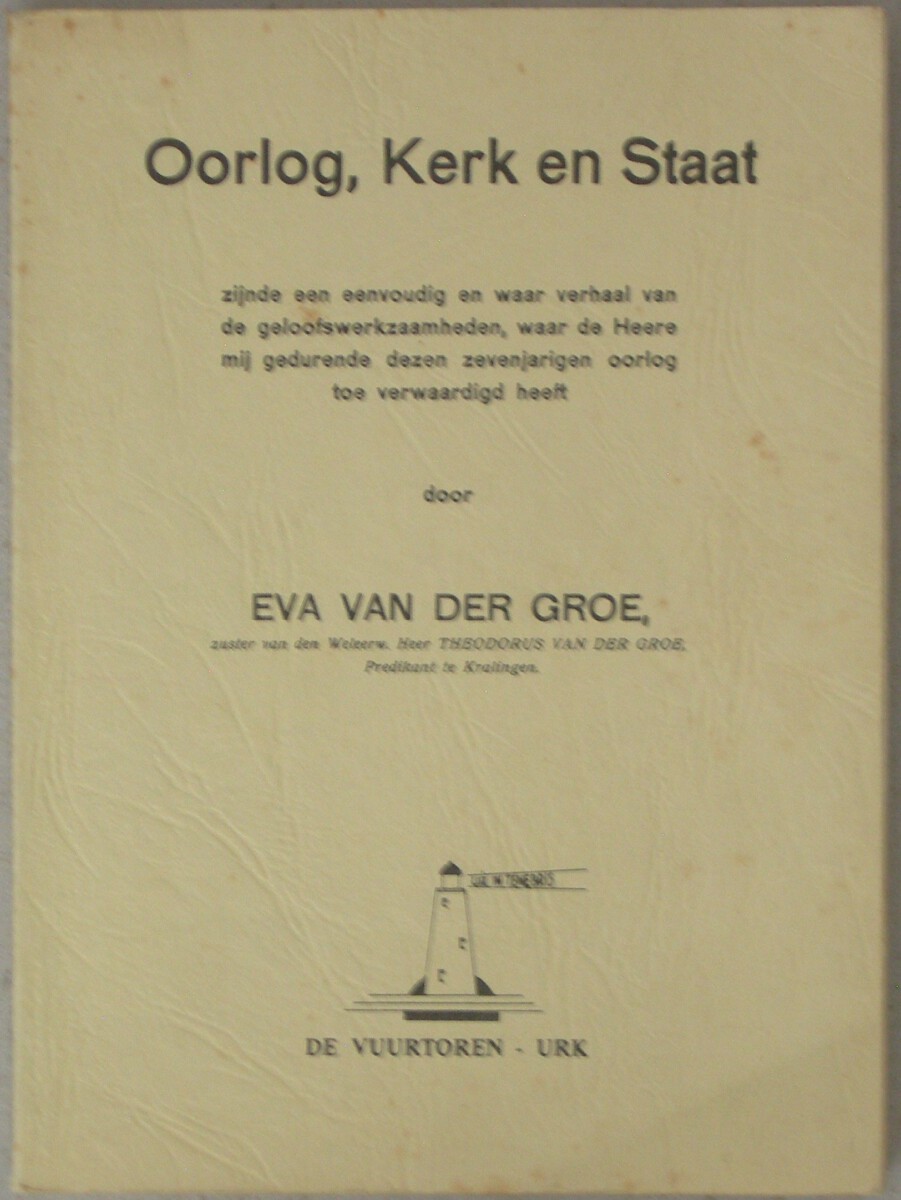 Oorlog, Kerk en Staat
zijnde een eenvoudig en waar verhaal van
de geloofswerkzaamheden, waar de Heere
mij gedurende dezen zevenjarigen oorlog
toe verwaardigd heeft
door
EVA VAN DER GROE,
zuster van den Weleerw. Heer THEODORUS VAN DER GROE,
Predikant te Kralingen.
DE VUURTOREN - URK